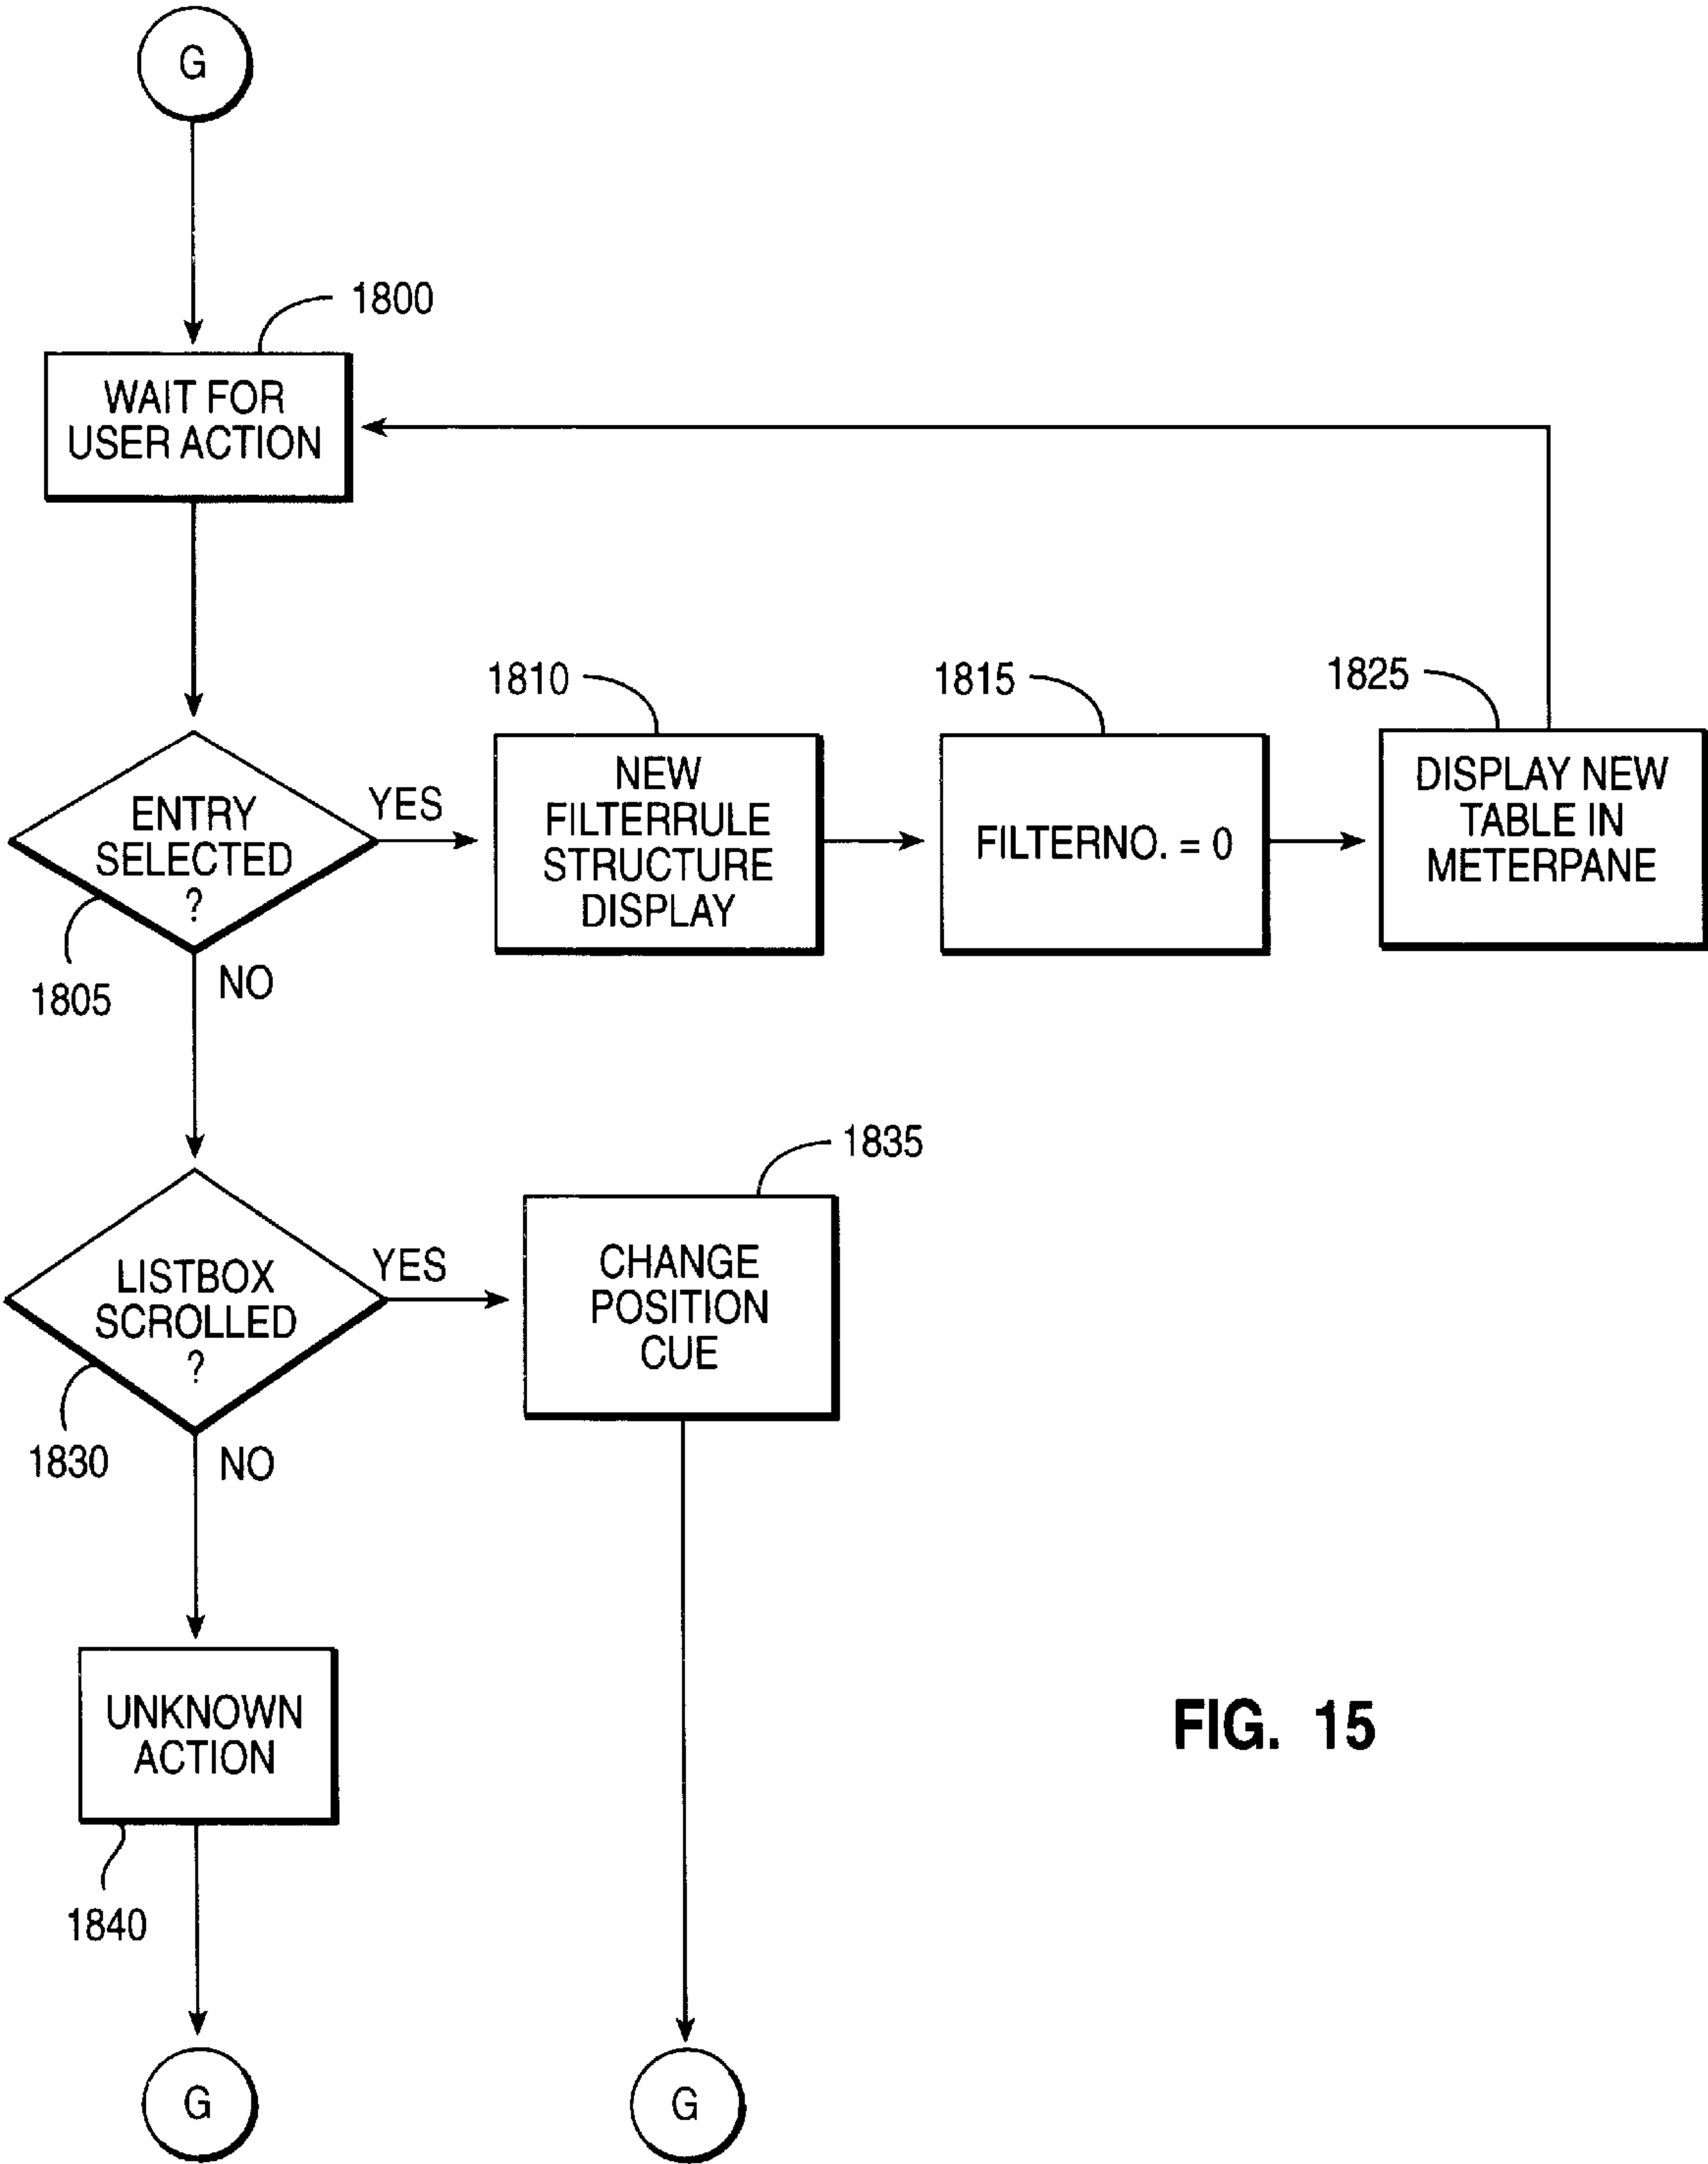 G
1800
WAIT FOR
USER ACTION
1810
1815
1825
ENTRY
SELECTED
?
YES
NEW
FILTERRULE
STRUCTURE
DISPLAY
FILTERNO. = 0
DISPLAY NEW
TABLE IN
METERPANE
1805
NO
1835
LISTBOX
SCROLLED
?
YES
CHANGE
POSITION
CUE
1830
NO
UNKNOWN
ACTION
1840
G
G
FIG. 15